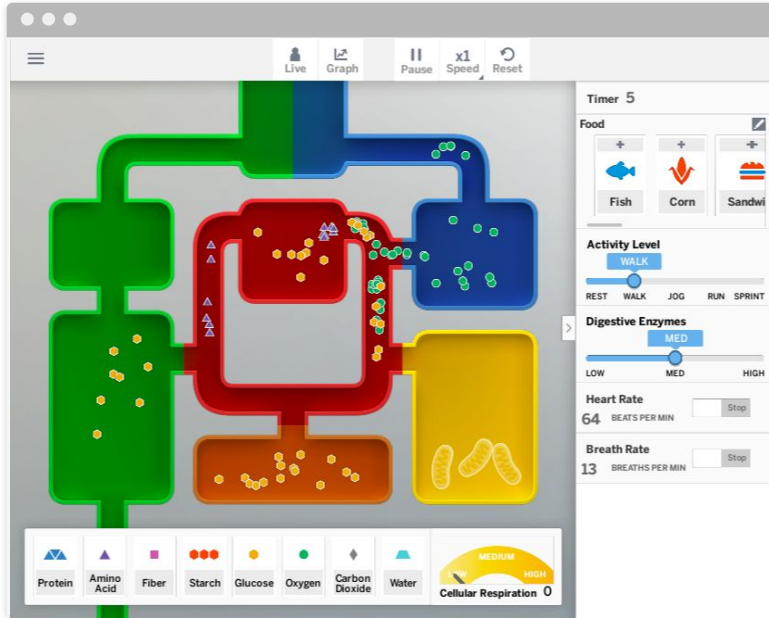 Live
Graph
Pause
x1
Speed
Reset
Timer 5
Food
Fish
Corn
Sandwi
Activity Level
WALK
REST WALK JOG RUN SPRINT
Digestive Enzymes
MED
LOW MED HIGH
Heart Rate
64 BEATS PER MIN
Stop
Breath Rate
13 BREATHS PER MIN
Stop
Protein
Amino
Acid
Fiber
Starch
Glucose
Oxygen
Carbon
Dioxide
Water
LOW
MEDIUM
HIGH
Cellular Respiration 0